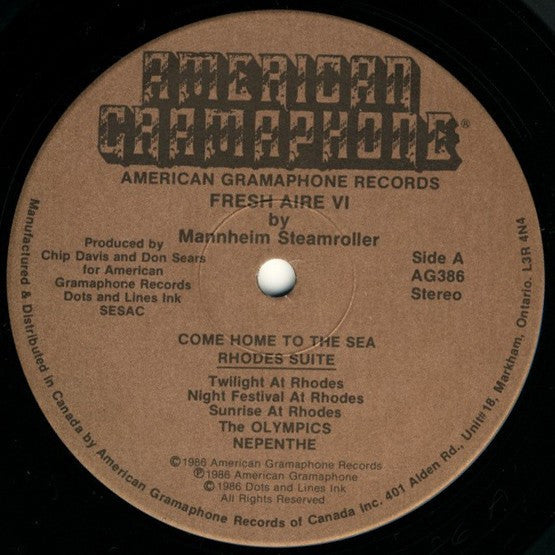 AMERICAN
GRAMAPHONE®
AMERICAN GRAMAPHONE RECORDS
FRESH AIRE VI
by
Mannheim Steamroller
Produced by
Chip Davis and Don Sears
for American
Gramaphone Records
Dots and Lines Ink
SESAC
Side A
AG386
Stereo
COME HOME TO THE SEA
RHODES SUITE
Twilight At Rhodes
Night Festival At Rhodes
Sunrise at Rhodes
The OLYMPICS
NEPENTHE
©1986 American Gramaphone Records
℗1986 American Gramaphone
©1986 Dots and Lines Ink
All Rights Reserved
Manufactured & Distributed in Canada by American Gramophone Records of Canada Inc. 401 Alden Rd., Unit# 18, Markham, Ontario. L3R 4N4